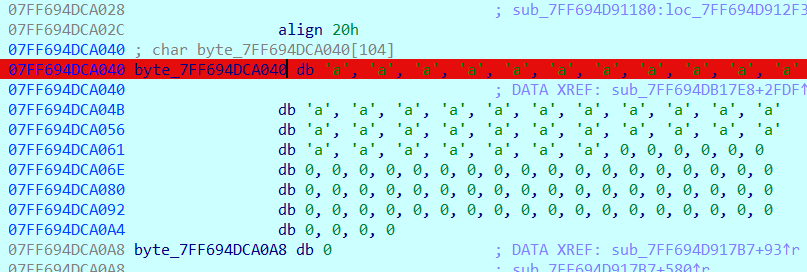 07FF694DCA028 ; sub_7FF694D91180:loc_7FF694D912F3
07FF694DCA02C align 20h
07FF694DCA040 ; char byte_7FF694DCA040[104]
07FF694DCA040 byte_7FF694DCA040 db 'a', 'a', 'a', 'a', 'a', 'a', 'a', 'a', 'a', 'a', 'a'
07FF694DCA040 ; DATA XREF: sub_7FF694DB17E8+2FDF↑
07FF694DCA04B db 'a', 'a', 'a', 'a', 'a', 'a', 'a', 'a', 'a', 'a', 'a'
07FF694DCA056 db 'a', 'a', 'a', 'a', 'a', 'a', 'a', 'a', 'a', 'a', 'a'
07FF694DCA061 db 'a', 'a', 'a', 'a', 'a', 'a', 'a', 0, 0, 0, 0, 0, 0
07FF694DCA06E db 0, 0, 0, 0, 0, 0, 0, 0, 0, 0, 0, 0, 0, 0, 0, 0, 0, 0
07FF694DCA080 db 0, 0, 0, 0, 0, 0, 0, 0, 0, 0, 0, 0, 0, 0, 0, 0, 0, 0
07FF694DCA092 db 0, 0, 0, 0, 0, 0, 0, 0, 0, 0, 0, 0, 0, 0, 0, 0, 0, 0
07FF694DCA0A4 db 0, 0, 0, 0
07FF694DCA0A8 byte_7FF694DCA0A8 db 0 ; DATA XREF: sub_7FF694D917B7+93↑r
07FF694DCA0A8 ; sub_7FF694D917B7+580↑r